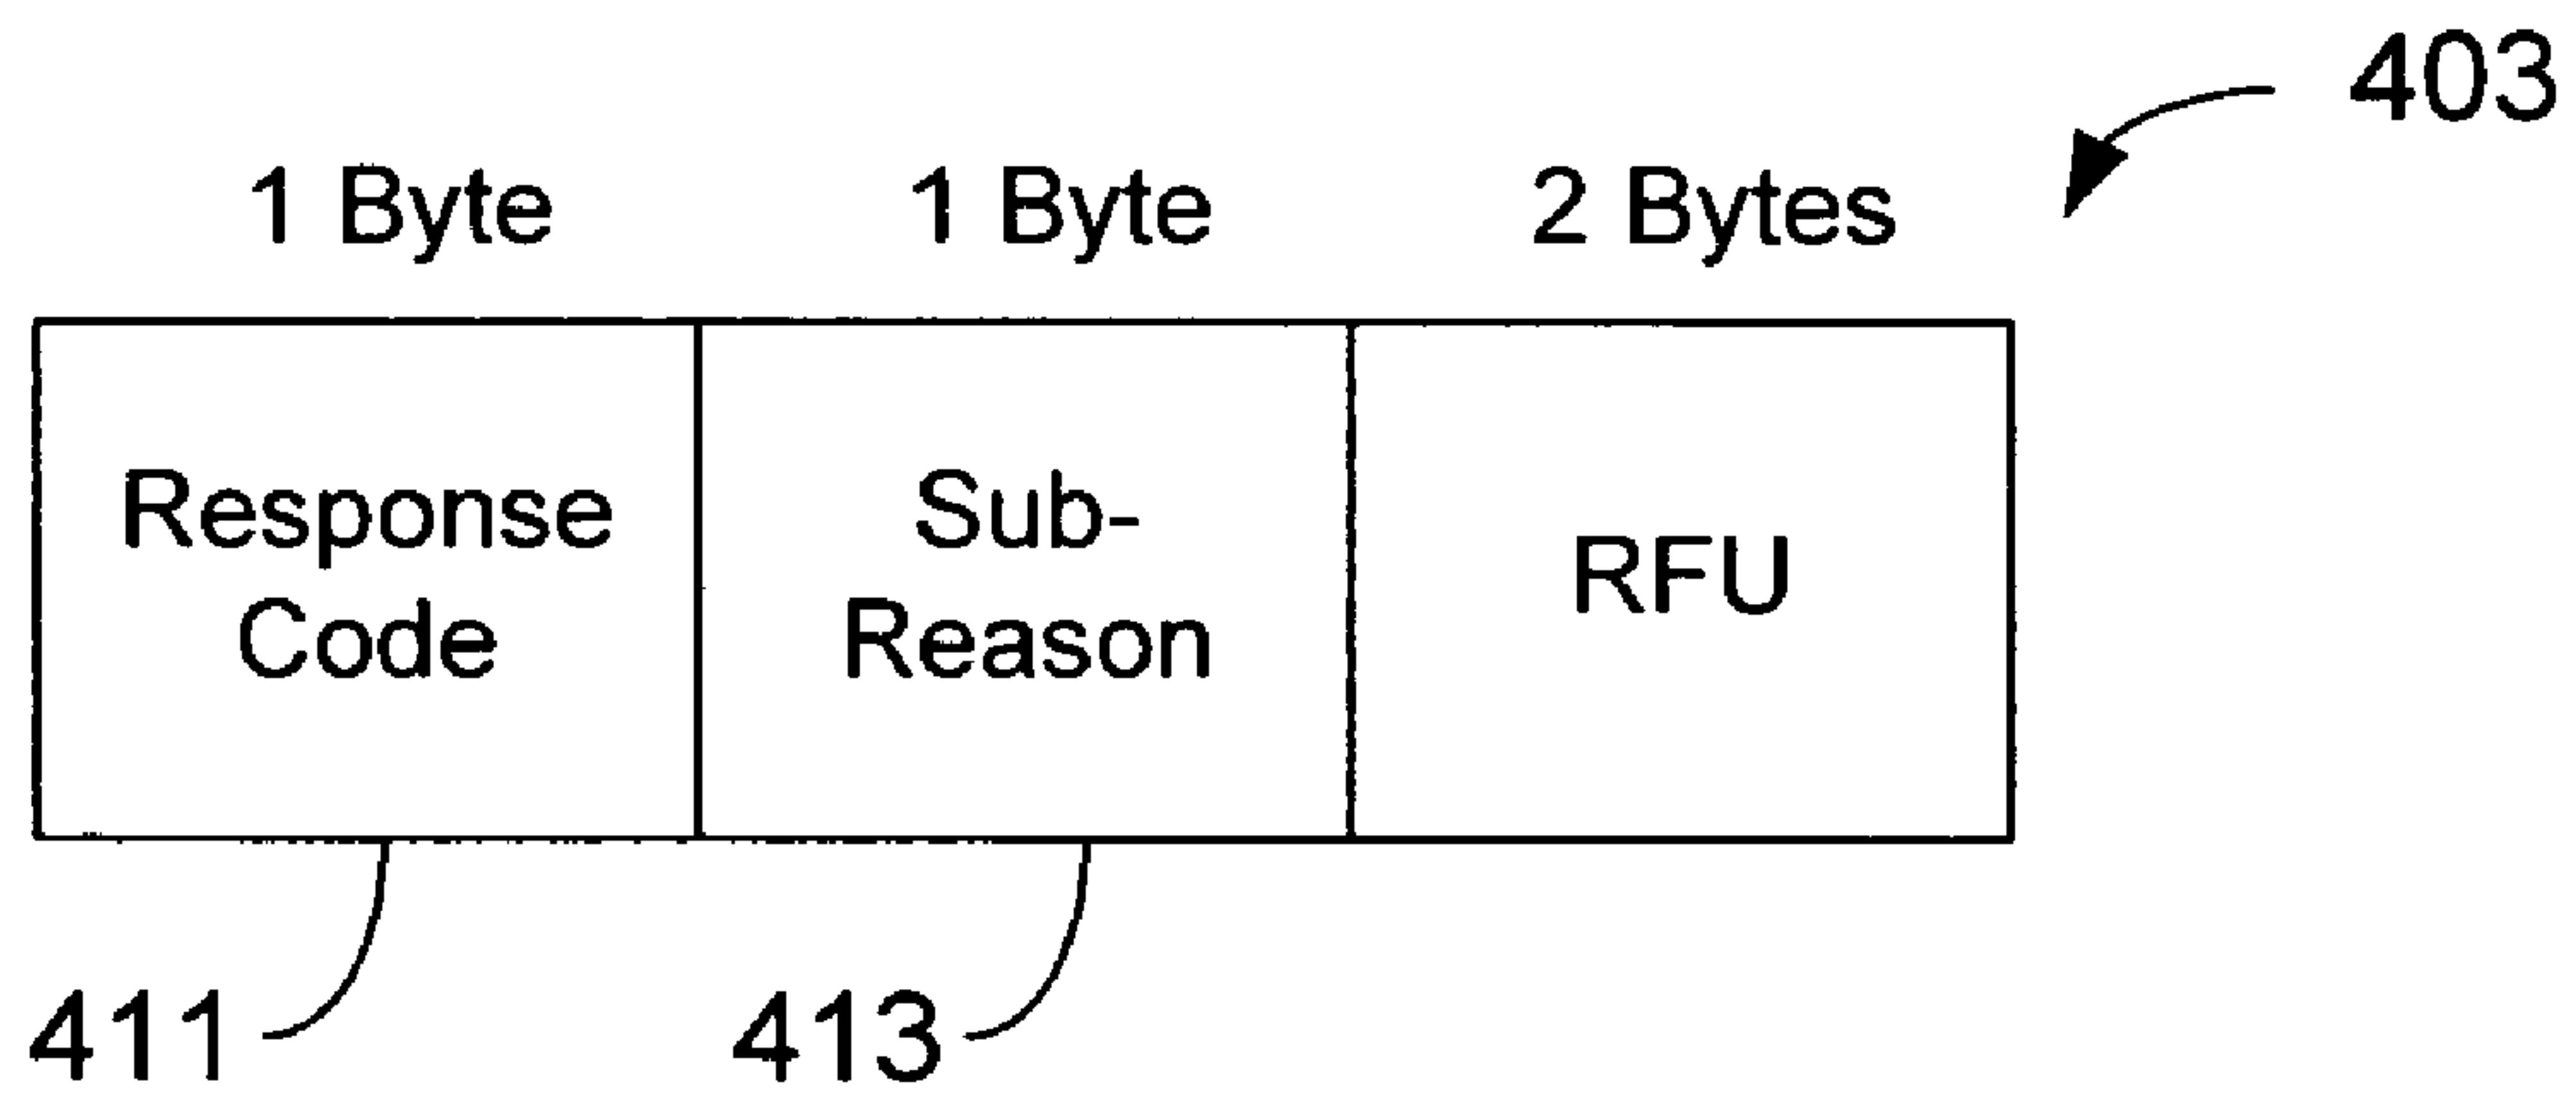 403
1 Byte 1 Byte 2 Bytes
Response Sub- RFU
Code Reason
411 413